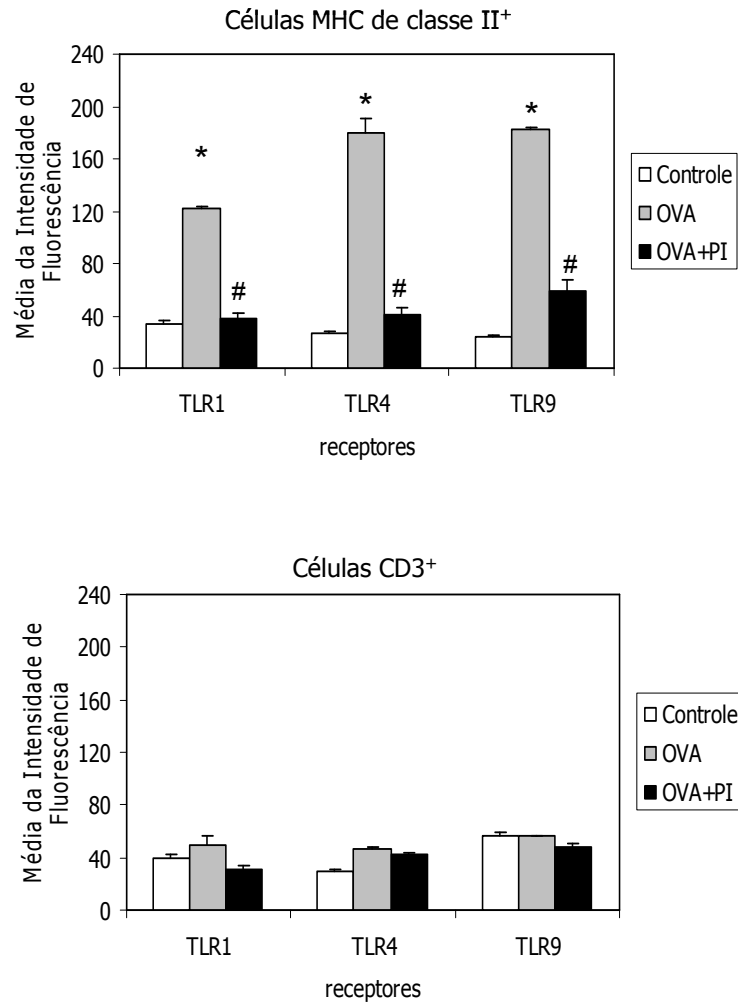 Células MHC de classe II⁺
Média da Intensidade de
Fluorescência
240
200
160
120
80
40
0
*
*
*
#
#
#
TLR1 TLR4 TLR9
receptores
Controle
OVA
OVA+PI
Células CD3⁺
Média da Intensidade de
Fluorescência
240
200
160
120
80
40
0
TLR1 TLR4 TLR9
receptores
Controle
OVA
OVA+PI